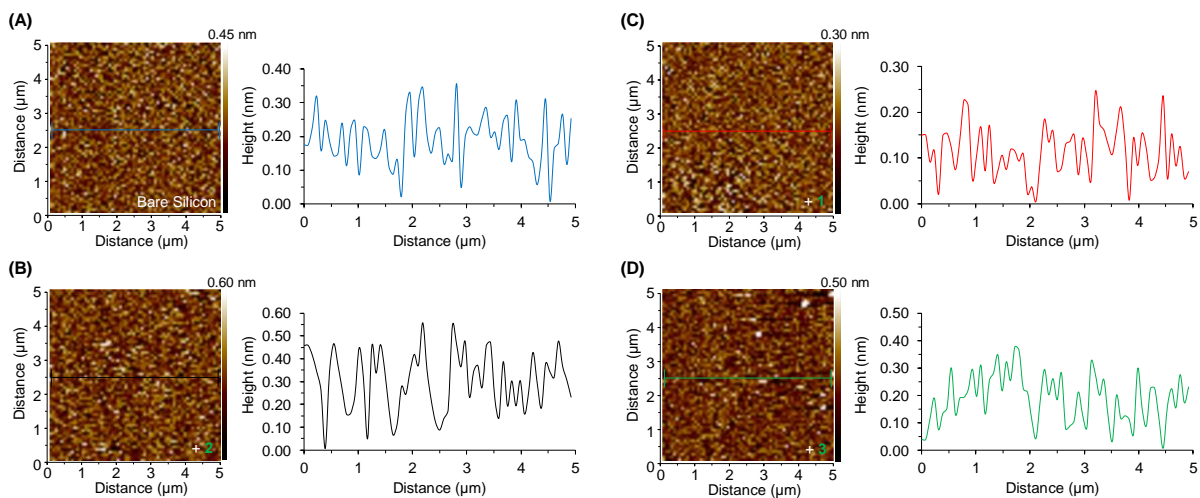 (A)
0.45 nm
Distance (µm)
5
4
3
2
1
0
Bare Silicon
0 1 2 3 4 5
Distance (µm)
Height (nm)
0.40
0.30
0.20
0.10
0.00
0 1 2 3 4 5
Distance (µm)
(C)
0.30 nm
Distance (µm)
5
4
3
2
1
0
+ 1
0 1 2 3 4 5
Distance (µm)
Height (nm)
0.30
0.20
0.10
0.00
0 1 2 3 4 5
Distance (µm)
(B)
0.60 nm
Distance (µm)
5
4
3
2
1
0
+ 2
0 1 2 3 4 5
Distance (µm)
Height (nm)
0.60
0.50
0.40
0.30
0.20
0.10
0.00
0 1 2 3 4 5
Distance (µm)
(D)
0.50 nm
Distance (µm)
5
4
3
2
1
0
+ 3
0 1 2 3 4 5
Distance (µm)
Height (nm)
0.50
0.40
0.30
0.20
0.10
0.00
0 1 2 3 4 5
Distance (µm)